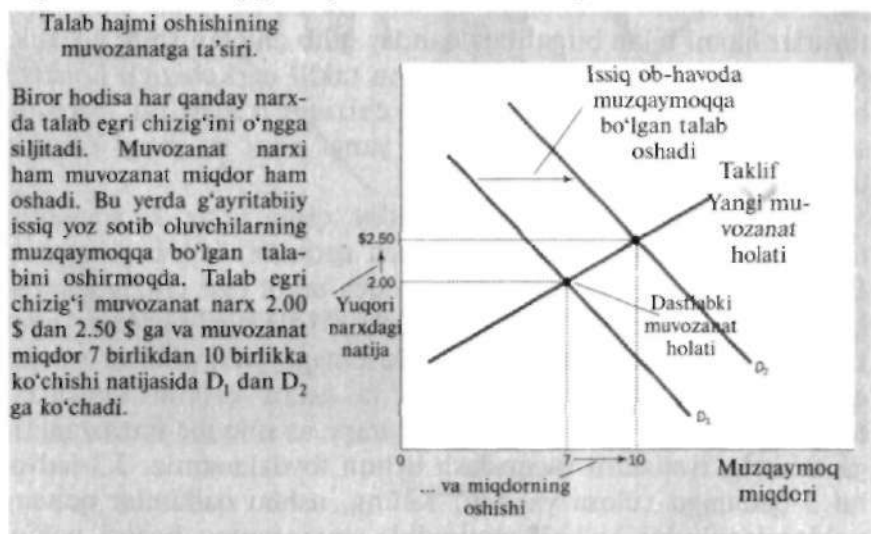 Talab hajmi oshishining
muvozanatga ta'siri.
Biror hodisa har qanday narx-
da talab egri chizig‘ini o‘ngga
siljitadi. Muvozanat narxi
ham muvozanat miqdor ham
oshadi. Bu yerda g‘ayritabiiy
issiq yoz sotib oluvchilarning
muzqaymoqqa bo‘lgan tala-
bini oshirmoqda. Talab egri
chizig‘i muvozanat narx 2.00
$ dan 2.50 $ ga va muvozanat
miqdor 7 birlikdan 10 birlikka
ko‘chishi natijasida D₁ dan D₂
ga ko‘chadi.
Issiq ob-havoda
muzqaymoqqa
bo‘lgan talab
oshadi
Taklif
Yangi mu-
vozanat
holati
$2.50
2.00
Yuqori
narxdagi
natija
Dastlabki
muvozanat
holati
D₂
D₁
0
7
10
... va miqdorning
oshishi
Muzqaymoq
miqdori